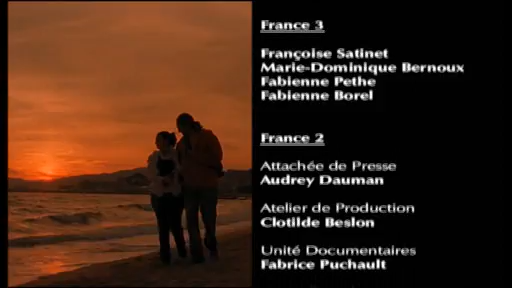 France 3
Françoise Satinet
Marie-Dominique Bernoux
Fabienne Pethe
Fabienne Borel
France 2
Attachée de Presse
Audrey Dauman
Atelier de Production
Clotilde Beslon
Unité Documentaires
Fabrice Puchault